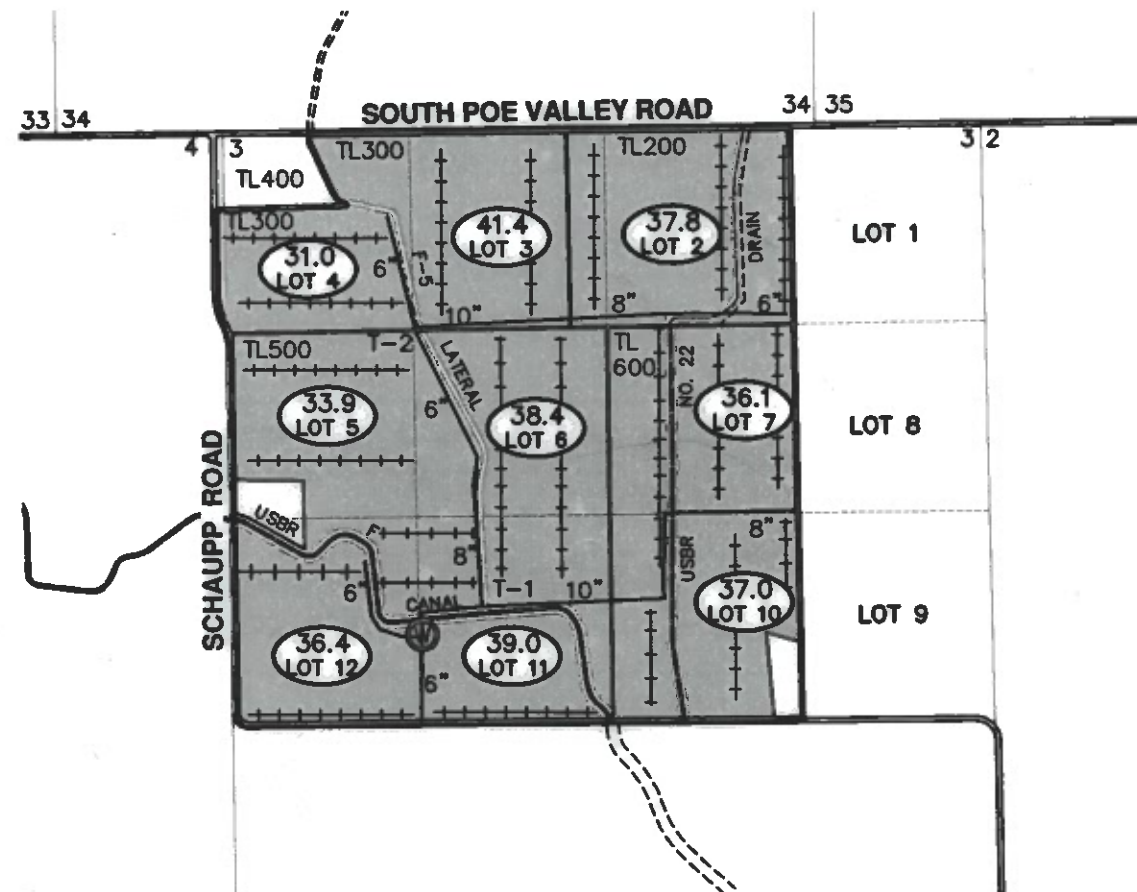 SOUTH POE VALLEY ROAD
33 34
34 35
4 3
3 2
TL400
TL300
TL200
TL300
41.4
LOT 3
37.8
LOT 2
DRAIN
LOT 1
31.0
LOT 4
6"
F-5
10"
8"
6"
TL500
T-2
LATERAL
TL
600
NO. 22
33.9
LOT 5
6"
38.4
LOT 6
36.1
LOT 7
LOT 8
SCHAUPP ROAD
USBR
F
8"
8"
USBR
6"
CANAL
T-1
10"
37.0
LOT 10
LOT 9
W
36.4
LOT 12
39.0
LOT 11
6"